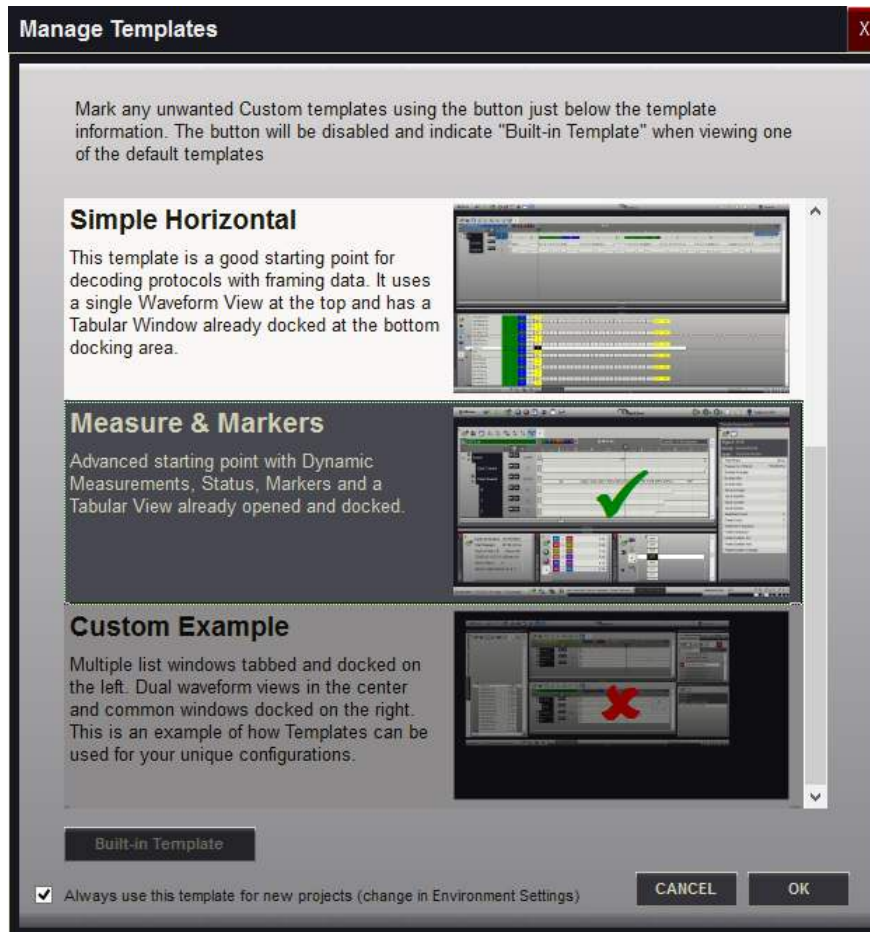 Manage Templates
X
Mark any unwanted Custom templates using the button just below the template
information. The button will be disabled and indicate "Built-in Template" when viewing one
of the default templates
Simple Horizontal
This template is a good starting point for
decoding protocols with framing data. It uses
a single Waveform View at the top and has a
Tabular Window already docked at the bottom
docking area.
Measure & Markers
Advanced starting point with Dynamic
Measurements, Status, Markers and a
Tabular View already opened and docked.
Custom Example
Multiple list windows tabbed and docked on
the left. Dual waveform views in the center
and common windows docked on the right.
This is an example of how Templates can be
used for your unique configurations.
Built-in Template
Always use this template for new projects (change in Environment Settings)
CANCEL
OK